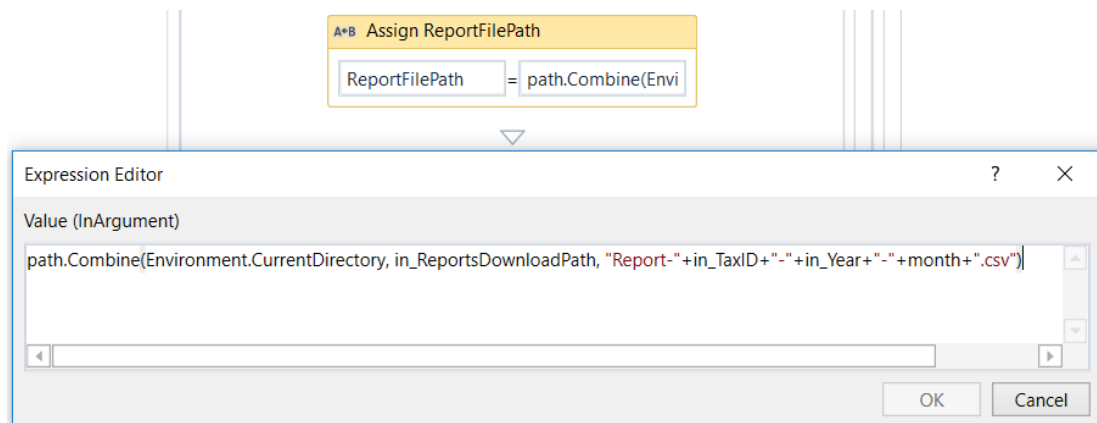 A+B Assign ReportFilePath
ReportFilePath = path.Combine(Envi
Expression Editor ?
Value (InArgument)
path.Combine(Environment.CurrentDirectory, in_ReportsDownloadPath, "Report-"+in_TaxID+"-"+in_Year+"-"+month+".csv")
OK Cancel